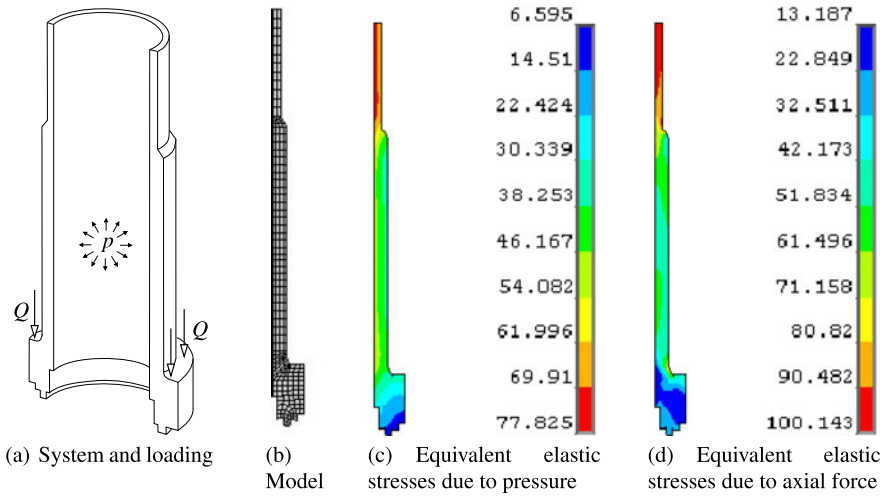 Q
p
Q
6.595
14.51
22.424
30.339
38.253
46.167
54.082
61.996
69.91
77.825
13.187
22.849
32.511
42.173
51.834
61.496
71.158
80.82
90.482
100.143
(a) System and loading
(b)
Model
(c) Equivalent elastic
stresses due to pressure
(d) Equivalent elastic
stresses due to axial force